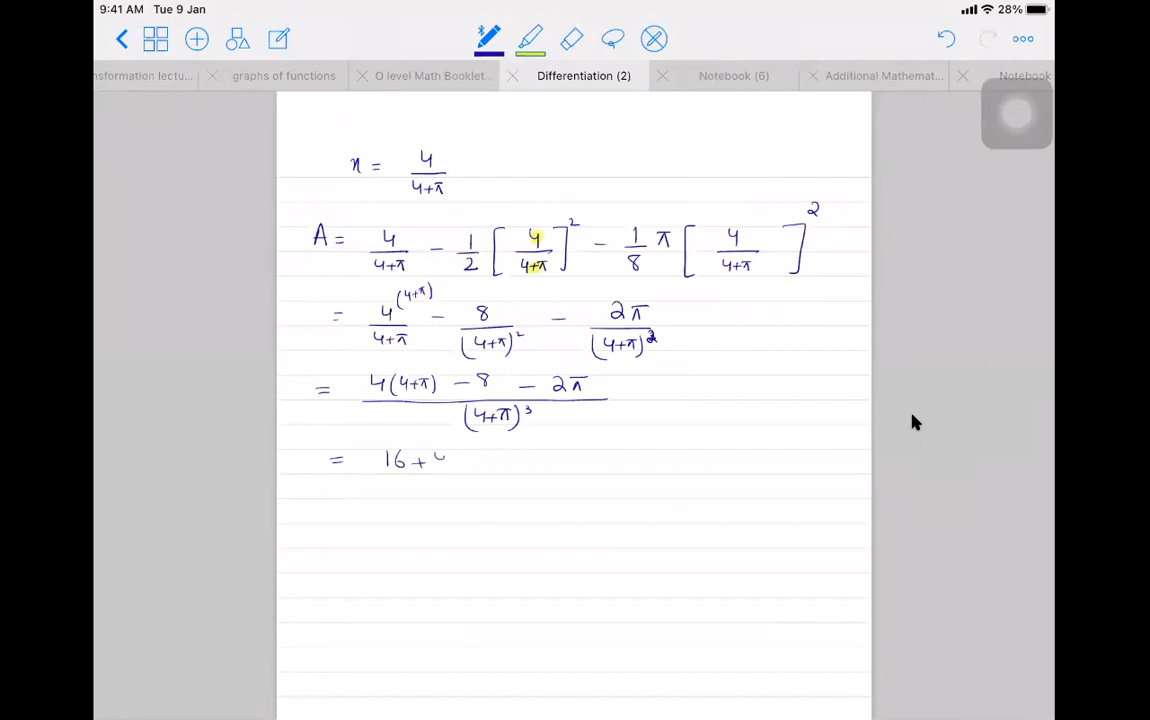 9:41 AM Tue 9 Jan 28%
nsformation lectu... graphs of functions O level Math Booklet... Differentiation (2) Notebook (6) Additional Mathemat... Notebook
x = 4/(4+π)
A = 4/(4+π) - 1/2 [4/(4+π)]² - 1/8 π [4/(4+π)]²
= 4(4+π)/(4+π) - 8/(4+π)² - 2π/(4+π)²
= (4(4+π) - 8 - 2π)/(4+π)³
= 16 +